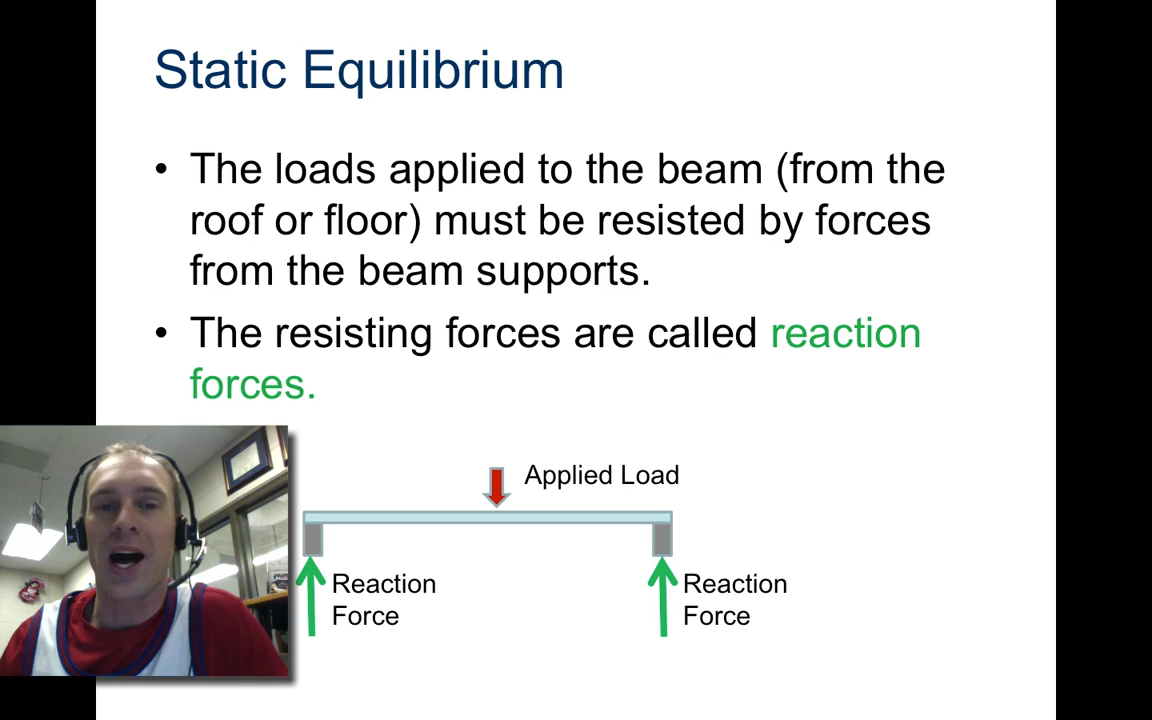 Static Equilibrium
• The loads applied to the beam (from the
roof or floor) must be resisted by forces
from the beam supports.
• The resisting forces are called reaction
forces.
Applied Load
Reaction
Force
Reaction
Force